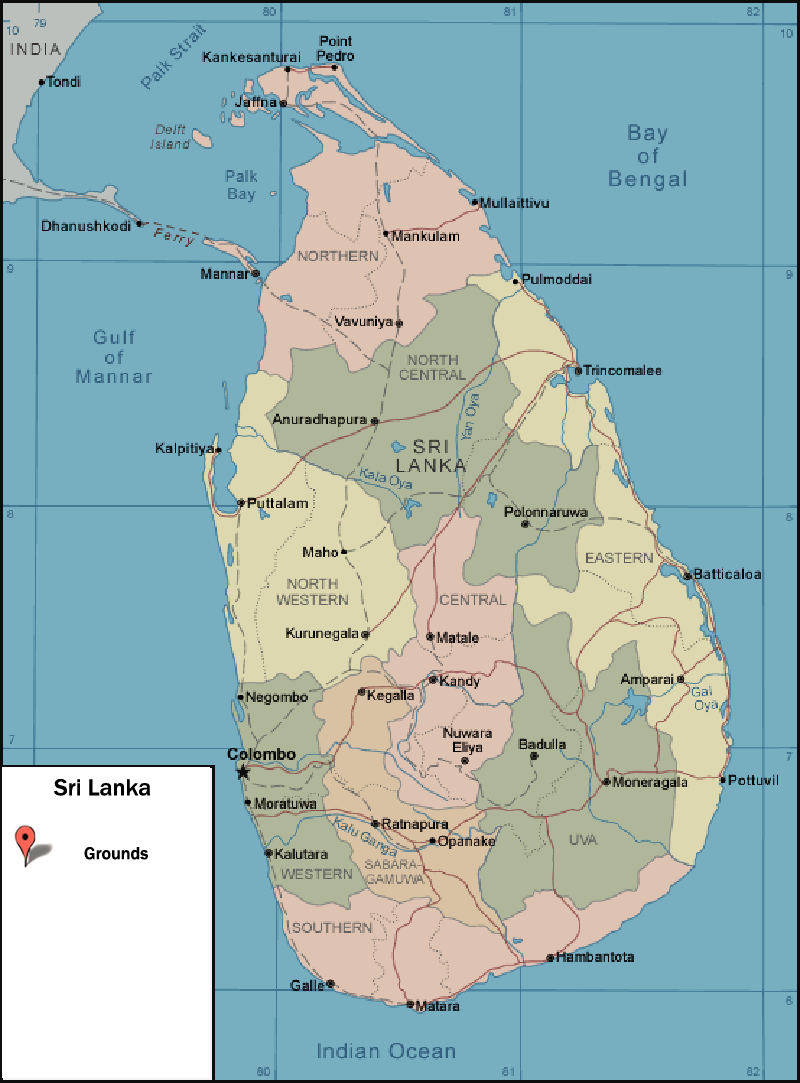 80
81
82
10
79
10
INDIA
Palk Strait
Point
Pedro
Kankesanturai
Tondi
Jaffna
Delft
Island
Bay
of
Bengal
Palk
Bay
Mullaittivu
Dhanushkodi
Ferry
Mankulam
NORTHERN
9
9
Mannar
Pulmoddai
Vavuniya
Gulf
of
Mannar
NORTH
CENTRAL
Trincomalee
Anuradhapura
Yan Oya
Kalpitiya
SRI
LANKA
Kala Oya
8
Puttalam
Polonnaruwa
8
Maho
EASTERN
Batticaloa
NORTH
WESTERN
CENTRAL
Kurunegala
Matale
Kandy
Amparai
Negombo
Kegalla
Gal
Oya
Nuwara
Eliya
7
Colombo
Badulla
7
Sri Lanka
Moneragala
Pottuvil
Moratuwa
Grounds
Kalu Ganga
Ratnapura
Opanake
UVA
Kalutara
WESTERN
SABARA-
GAMUWA
SOUTHERN
Hambantota
Galle
Matara
6
Indian Ocean
80
81
82